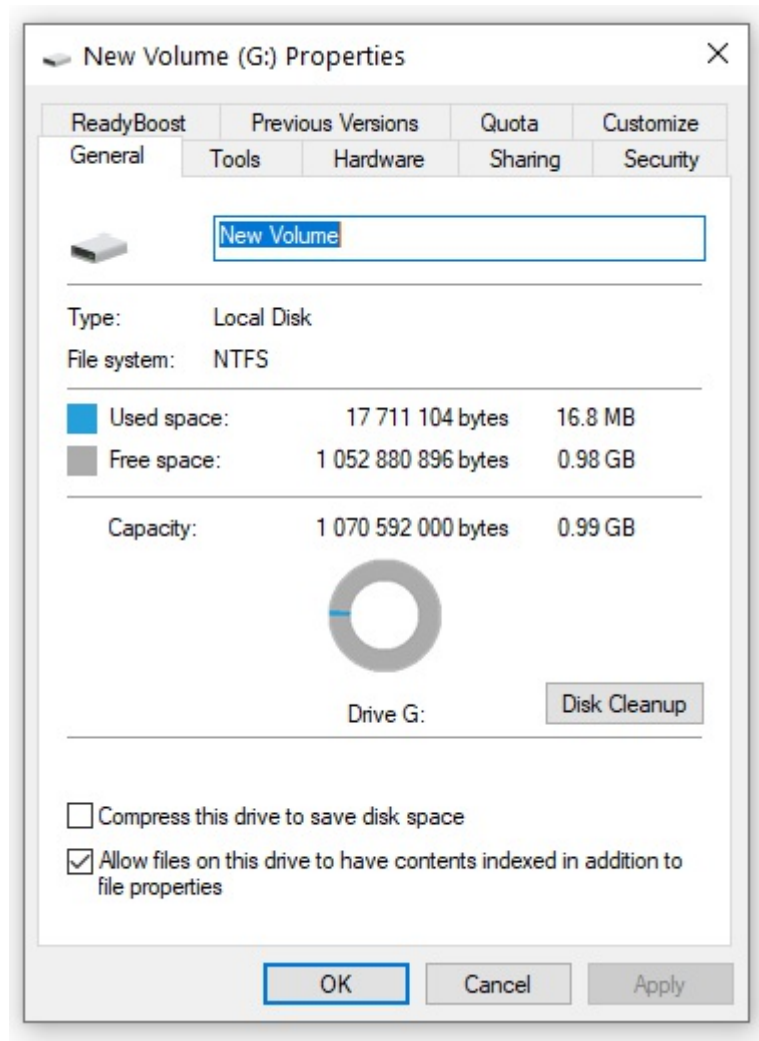 New Volume (G:) Properties
ReadyBoost Previous Versions Quota Customize
General Tools Hardware Sharing Security
New Volume
Type: Local Disk
File system: NTFS
Used space: 17 711 104 bytes 16.8 MB
Free space: 1 052 880 896 bytes 0.98 GB
Capacity: 1 070 592 000 bytes 0.99 GB
Drive G: Disk Cleanup
Compress this drive to save disk space
Allow files on this drive to have contents indexed in addition to
file properties
OK Cancel Apply